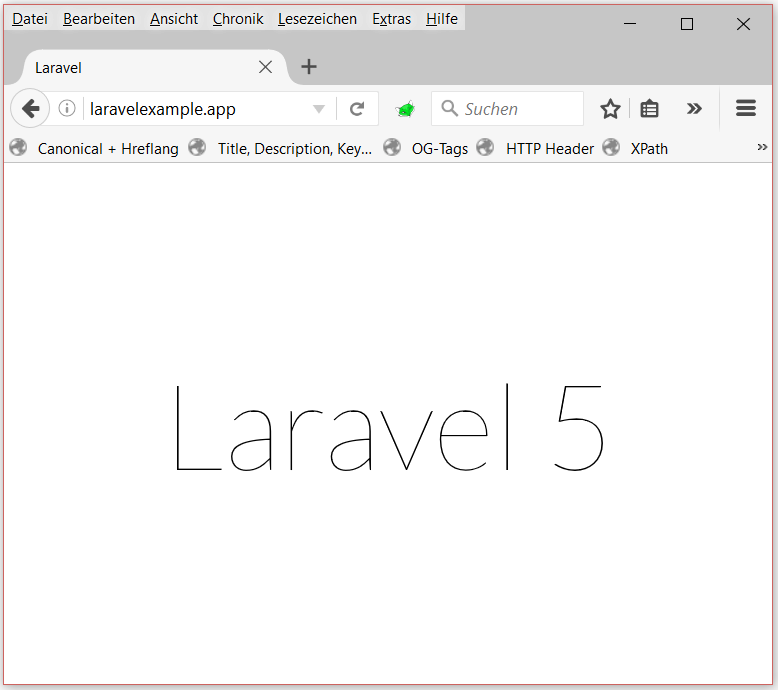 Datei Bearbeiten Ansicht Chronik Lesezeichen Extras Hilfe
Laravel
laravelexample.app Suchen
Canonical + Hreflang Title, Description, Key... OG-Tags HTTP Header XPath
Laravel 5